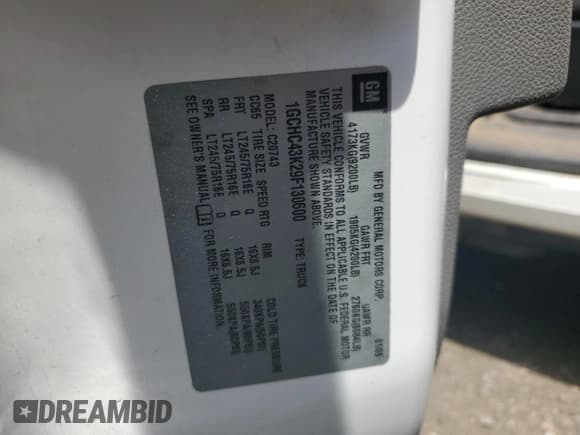 GM
MFD BY GENERAL MOTORS CORP.
GVWR GAWR FRT GAWR RR
4173KG(9200LB) 1905KG(4200LB) 2760KG(6084LB)
THIS VEHICLE CONFORMS TO ALL APPLICABLE U.S. FEDERAL MOTOR
VEHICLE SAFETY STANDARDS IN EFFECT ON THE DATE OF
MANUFACTURE SHOWN ABOVE.
1GCHC43K29F130600 TYPE: TRUCK
C20743
CC65 TIRE SIZE SPEED RTG RIM COLD TIRE PRESSURE
FRT LT245/75R16E Q 16X6.5J
RR LT245/75R16E Q 16X6.5J
SPA LT245/75R16E Q 16X6.5J
SEE OWNER'S MANUAL FOR MORE INFORMATION.
DREAMBID